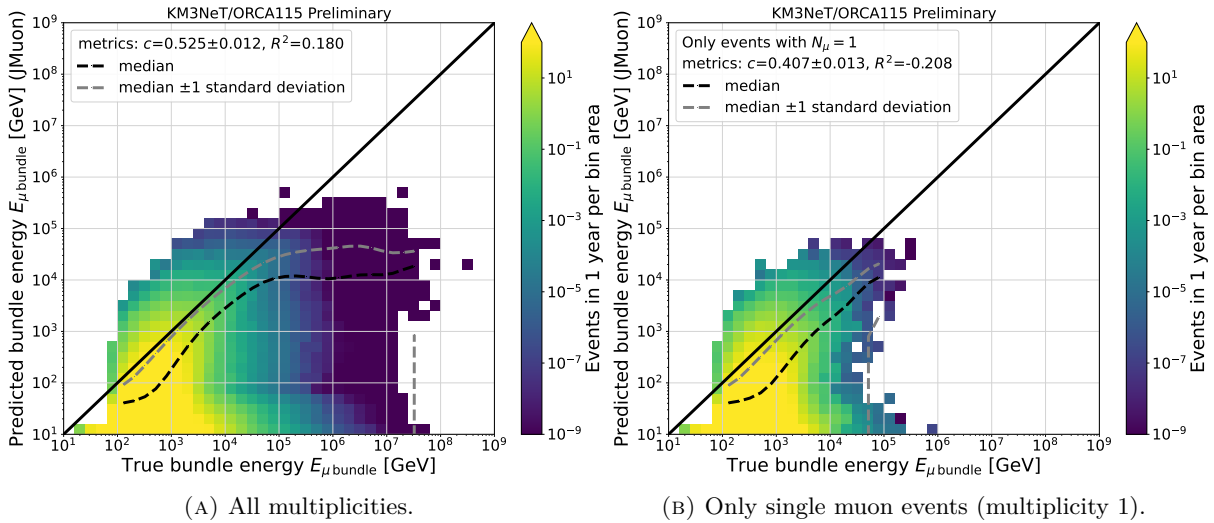 KM3NeT/ORCA115 Preliminary
metrics: c=0.525±0.012, R²=0.180
median
median ±1 standard deviation
10⁹
10⁸
10⁷
10⁶
10⁵
10⁴
10³
10²
10¹
Predicted bundle energy E_μ bundle [GeV] (JMuon)
10¹ 10² 10³ 10⁴ 10⁵ 10⁶ 10⁷ 10⁸ 10⁹
True bundle energy E_μ bundle [GeV]
10¹
10⁻¹
10⁻³
10⁻⁵
10⁻⁷
10⁻⁹
Events in 1 year per bin area
(A) All multiplicities.
KM3NeT/ORCA115 Preliminary
Only events with N_μ = 1
metrics: c=0.407±0.013, R²=-0.208
median
median ±1 standard deviation
10⁹
10⁸
10⁷
10⁶
10⁵
10⁴
10³
10²
10¹
Predicted bundle energy E_μ bundle [GeV] (JMuon)
10¹ 10² 10³ 10⁴ 10⁵ 10⁶ 10⁷ 10⁸ 10⁹
True bundle energy E_μ bundle [GeV]
10¹
10⁻¹
10⁻³
10⁻⁵
10⁻⁷
10⁻⁹
Events in 1 year per bin area
(B) Only single muon events (multiplicity 1).